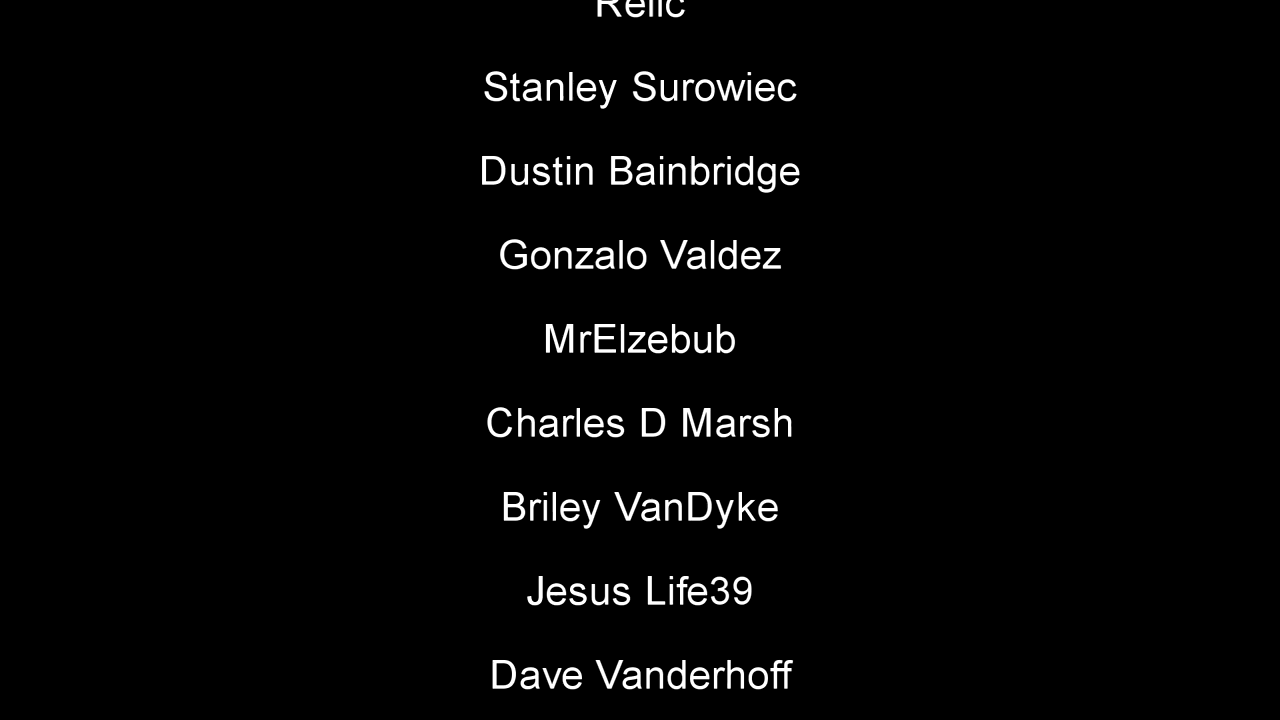 Relic
Stanley Surowiec
Dustin Bainbridge
Gonzalo Valdez
MrElzebub
Charles D Marsh
Briley VanDyke
Jesus Life39
Dave Vanderhoff